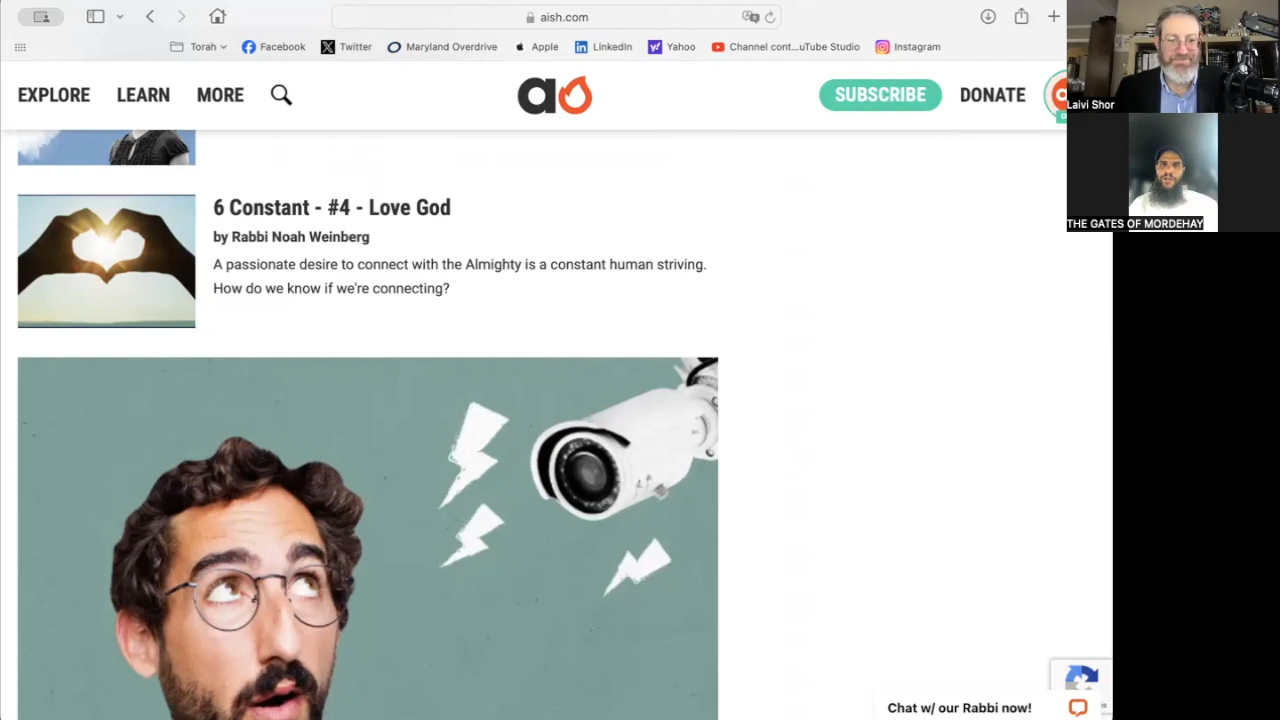 aish.com
Torah
Facebook
Twitter
Maryland Overdrive
Apple
LinkedIn
Yahoo
Channel cont...uTube Studio
Instagram
EXPLORE
LEARN
MORE
SUBSCRIBE
DONATE
Laivi Shor
THE GATES OF MORDEHAY
6 Constant - #4 - Love God
by Rabbi Noah Weinberg
A passionate desire to connect with the Almighty is a constant human striving.
How do we know if we're connecting?
Chat w/ our Rabbi now!